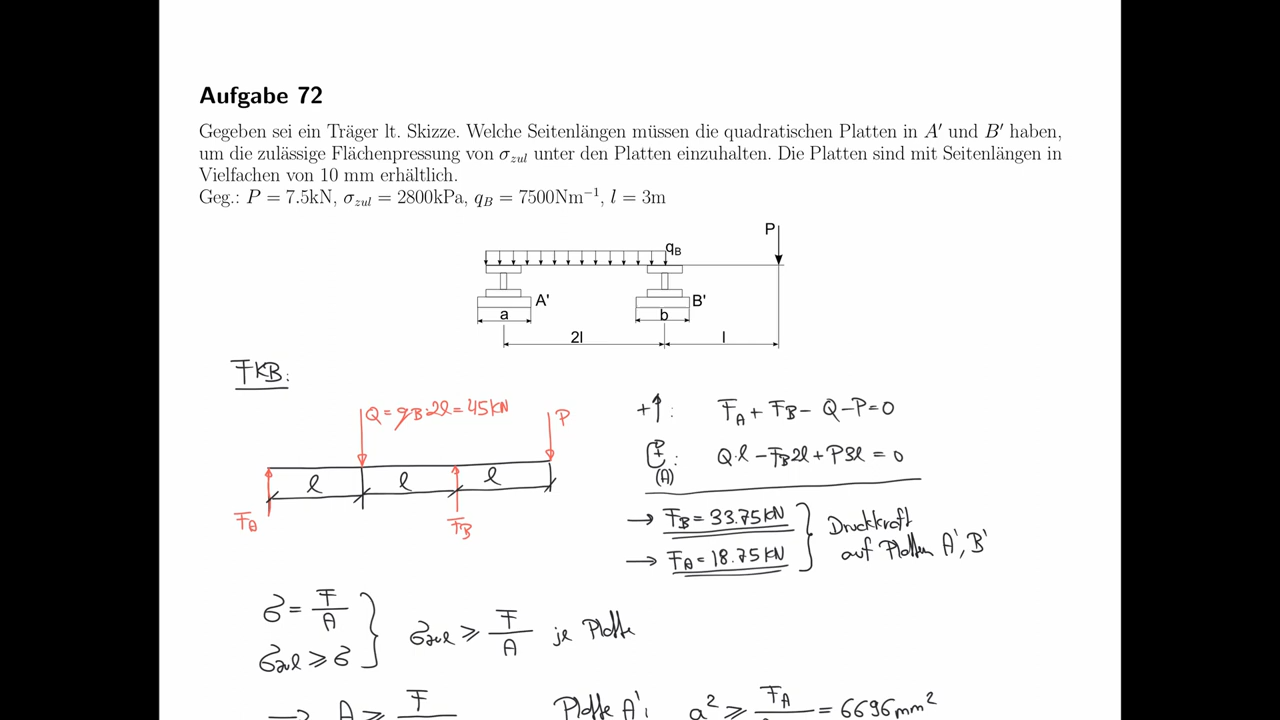 Aufgabe 72
Gegeben sei ein Träger lt. Skizze. Welche Seitenlängen müssen die quadratischen Platten in A′ und B′ haben,
um die zulässige Flächenpressung von σzul unter den Platten einzuhalten. Die Platten sind mit Seitenlängen in
Vielfachen von 10 mm erhältlich.
Geg.: P = 7.5kN, σzul = 2800kPa, qB = 7500Nm⁻¹, l = 3m
P
qB
A' B'
a b
2l l
FKB:
Q = qB·2l = 45kN P
l l l
FA FB
+↑: FA + FB - Q - P = 0
(A): Q·l - FB2l + P3l = 0
→ FB = 33.75kN
→ FA = 18.75kN
Druckkraft
auf Platten A', B'
σ = F/A
σzul ≥ σ
σzul ≥ F/A je Platte
→ A ≥ F
Platte A': a² ≥ FA = 6696mm²